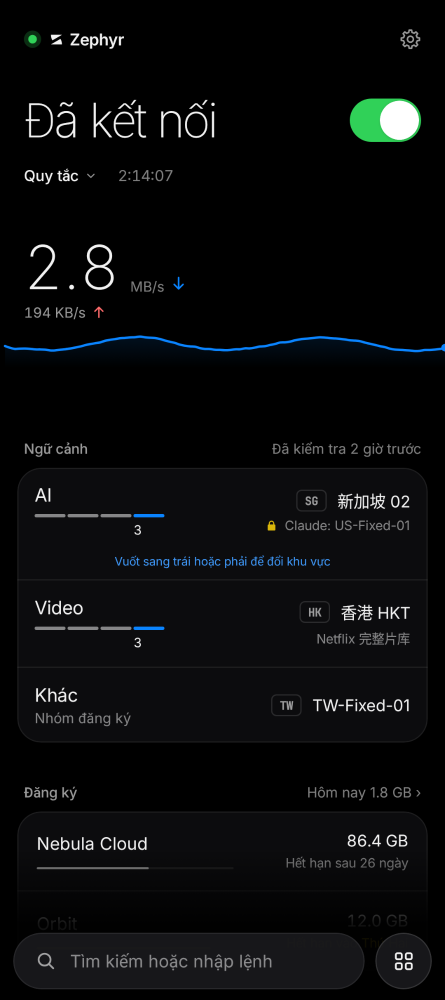 Zephyr
Đã kết nối
Quy tắc 2:14:07
2.8 MB/s ↓
194 KB/s ↑
Ngữ cảnh Đã kiểm tra 2 giờ trước
AI SG 新加坡 02
3 Claude: US-Fixed-01
Vuốt sang trái hoặc phải để đổi khu vực
Video HK 香港 HKT
3 Netflix 完整片库
Khác TW TW-Fixed-01
Nhóm đăng ký
Đăng ký Hôm nay 1.8 GB ›
Nebula Cloud 86.4 GB
Hết hạn sau 26 ngày
Orbit 12.0 GB
Tìm kiếm hoặc nhập lệnh